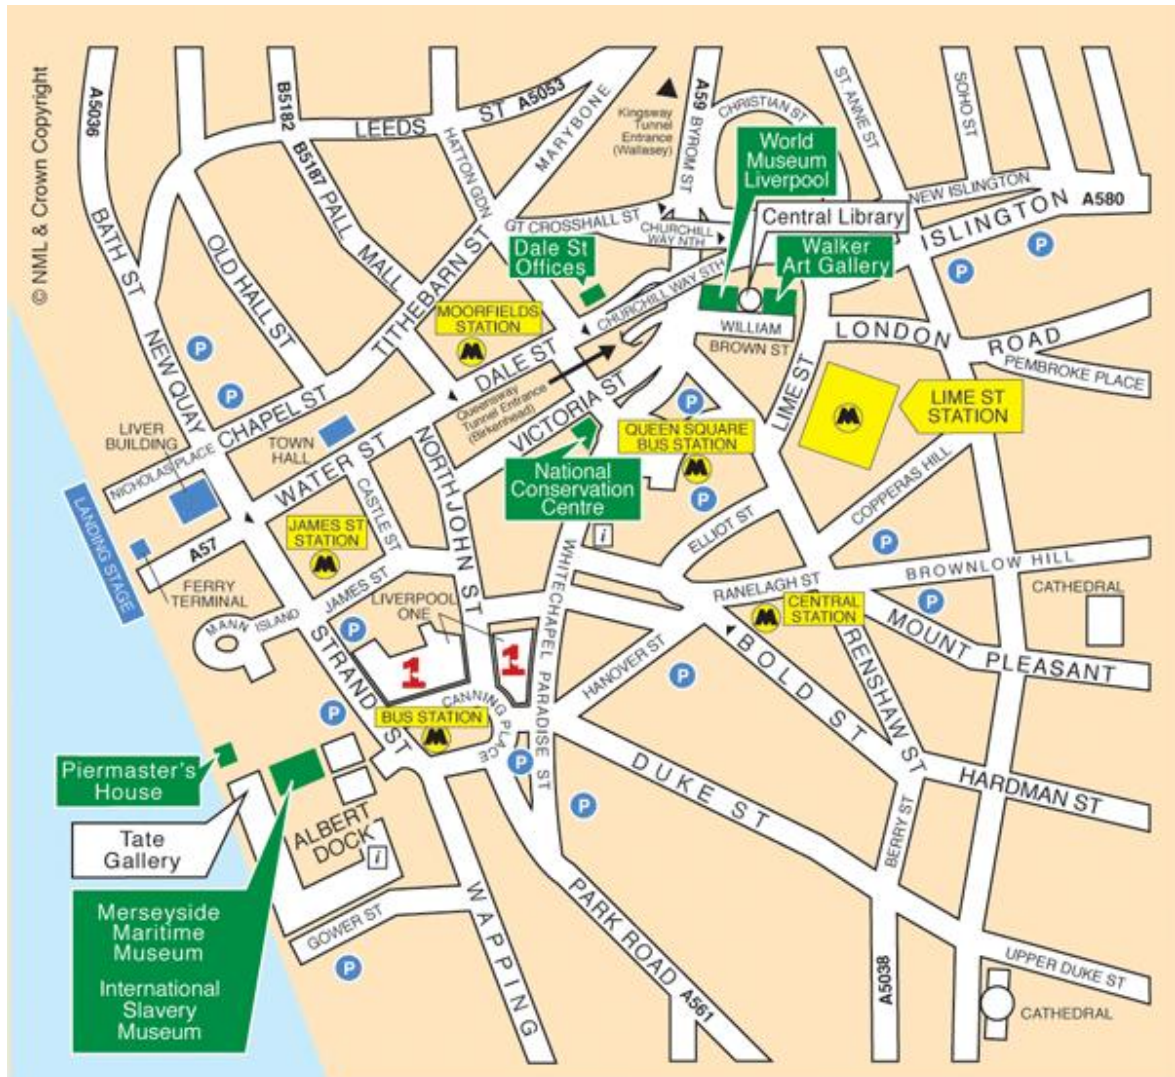 © NML & Crown Copyright
A5036
B5182
LEEDS ST A5053
MARYBONE
HATTON GDN
B5187 PALL MALL
BATH ST
OLD HALL ST
NEW QUAY
TITHEBARN ST
Kingsway
Tunnel
Entrance
(Wallasey)
A59 BYROM ST
CHRISTIAN ST
ST. ANNE ST
SOHO ST
World
Museum
Liverpool
NEW ISLINGTON
ISLINGTON
A580
Central Library
Walker
Art Gallery
GT CROSSHALL ST
CHURCHILL
WAY NTH
Dale St
Offices
CHURCHILL WAY STH
MOORFIELDS
STATION
M
DALE ST
Queensway
Tunnel Entrance
(Birkenhead)
WILLIAM
BROWN ST
LONDON ROAD
PEMBROKE PLACE
LIME ST
M
LIME ST
STATION
P
P
P
P
CHAPEL ST
LIVER
BUILDING
TOWN
HALL
NICHOLAS PLACE
WATER ST
NORTH JOHN ST
VICTORIA ST
P
QUEEN SQUARE
BUS STATION
M
P
National
Conservation
Centre
i
COPPERAS HILL
ELLIOT ST
P
LANDING STAGE
A57
JAMES ST
STATION
M
CASTLE ST
FERRY
TERMINAL
MANN
ISLAND
JAMES ST
LIVERPOOL
ONE
1
1
P
WHITECHAPEL
PARADISE ST
RANELAGH ST
BROWNLOW HILL
CATHEDRAL
P
CENTRAL
STATION
M
MOUNT PLEASANT
RENSHAW ST
BOLD ST
HANOVER ST
P
STRAND ST
BUS STATION
M
CANNING PLACE
P
P
P
DUKE ST
HARDMAN ST
BERRY ST
Piermaster's
House
Tate
Gallery
ALBERT
DOCK
i
Merseyside
Maritime
Museum
International
Slavery
Museum
GOWER ST
P
WAPPING
PARK ROAD
A561
A5038
UPPER DUKE ST
CATHEDRAL